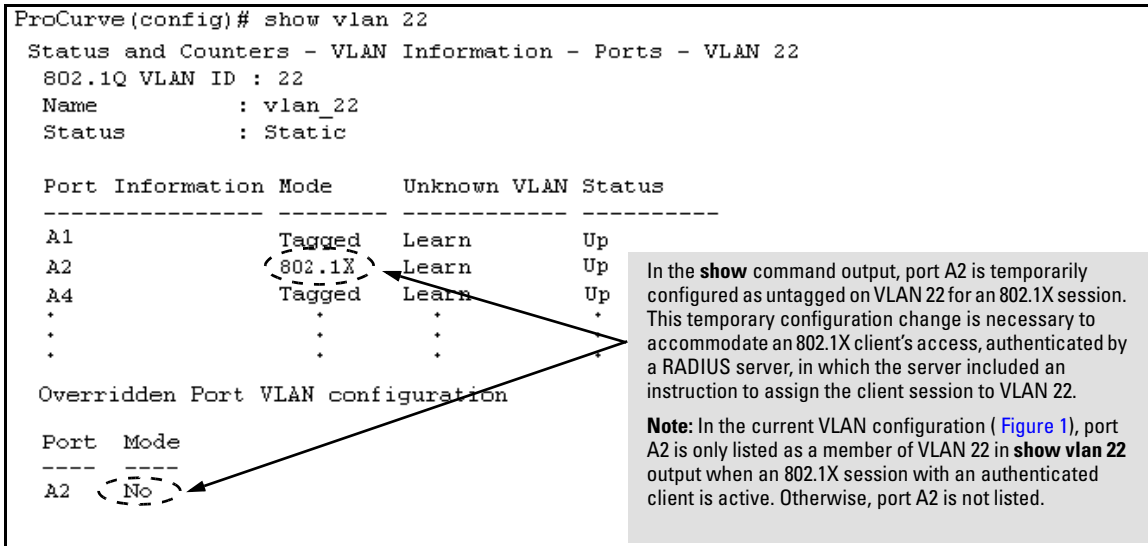 ProCurve(config)# show vlan 22
Status and Counters - VLAN Information - Ports - VLAN 22
802.1Q VLAN ID : 22
Name : vlan_22
Status : Static
Port Information Mode Unknown VLAN Status
---------------- -------- ------------ ----------
A1 Tagged Learn Up
A2 802.1X Learn Up
A4 Tagged Learn Up
Overridden Port VLAN configuration
Port Mode
---- ----
A2 No
In the show command output, port A2 is temporarily
configured as untagged on VLAN 22 for an 802.1X session.
This temporary configuration change is necessary to
accommodate an 802.1X client's access, authenticated by
a RADIUS server, in which the server included an
instruction to assign the client session to VLAN 22.
Note: In the current VLAN configuration ( Figure 1), port
A2 is only listed as a member of VLAN 22 in show vlan 22
output when an 802.1X session with an authenticated
client is active. Otherwise, port A2 is not listed.